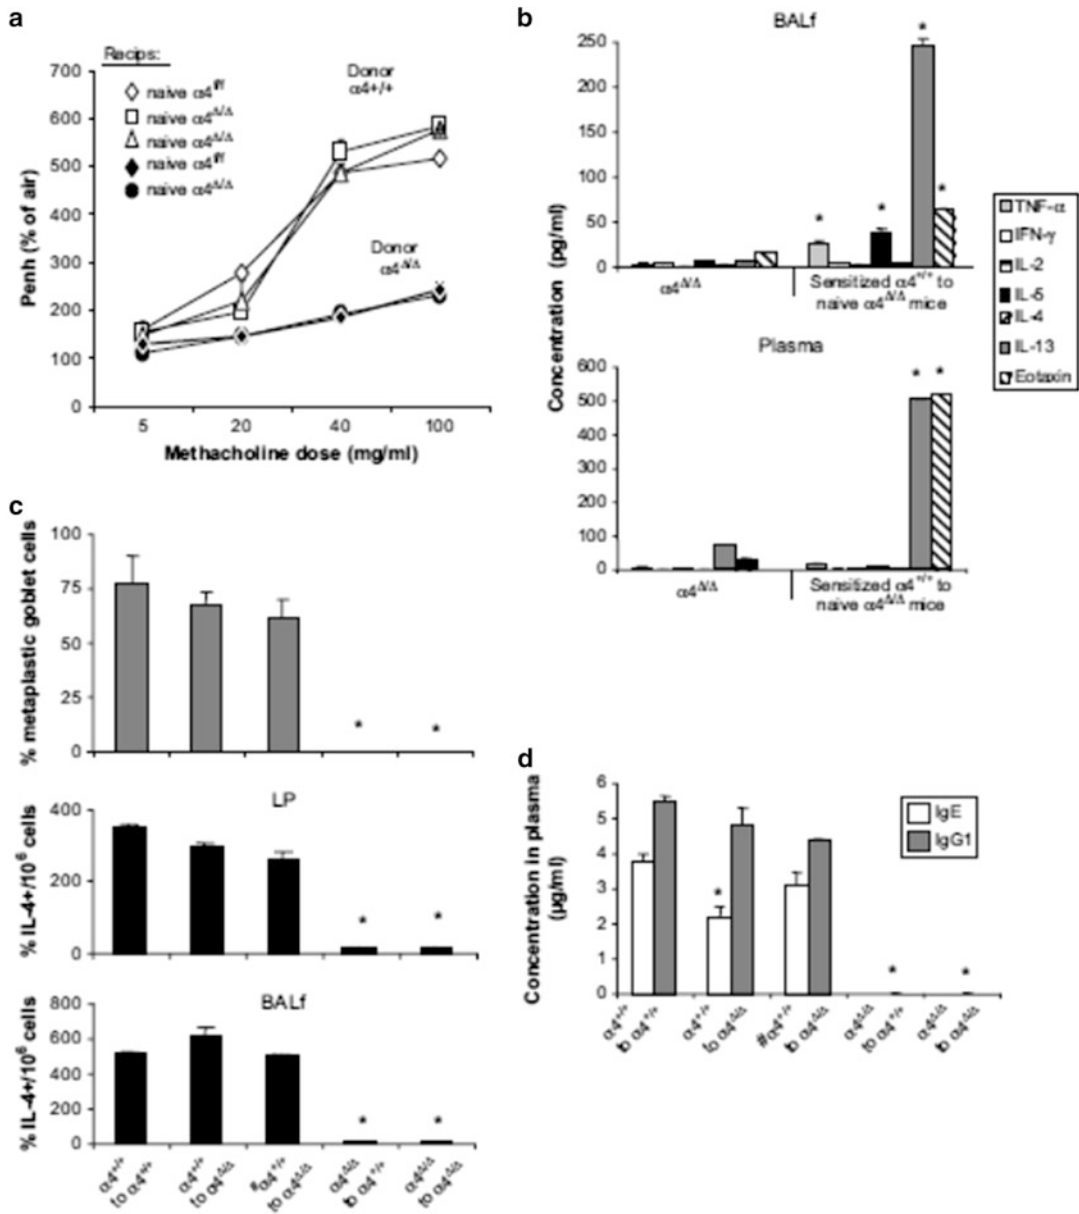 a
Recips:
naive α4f/f
naive α4Δ/Δ
naive α4Δ/Δ
naive α4f/f
naive α4Δ/Δ
Donor
α4+/+
Donor
α4Δ/Δ
Penh (% of air)
700
600
500
400
300
200
100
0
5 20 40 100
Methacholine dose (mg/ml)
b
BALf
Concentration (pg/ml)
250
200
150
100
50
0
* * * *
α4Δ/Δ
Sensitized α4+/+ to
naive α4Δ/Δ mice
Plasma
600
500
400
300
200
100
0
* *
α4Δ/Δ
Sensitized α4+/+ to
naive α4Δ/Δ mice
TNF-α
IFN-γ
IL-2
IL-5
IL-4
IL-13
Eotaxin
c
% metaplastic goblet cells
100
75
50
25
0
* *
LP
% IL-4+/10⁶ cells
400
200
0
* *
BALf
% IL-4+/10⁶ cells
800
600
400
200
0
* *
α4+/+
to α4+/+
α4+/+
to α4Δ/Δ
#α4+/+
to α4Δ/Δ
α4Δ/Δ
to α4+/+
α4Δ/Δ
to α4Δ/Δ
d
Concentration in plasma
(µg/ml)
6
5
4
3
2
1
0
* * *
IgE
IgG1
α4+/+
to α4+/+
α4+/+
to α4Δ/Δ
#α4+/+
to α4Δ/Δ
α4Δ/Δ
to α4+/+
α4Δ/Δ
to α4Δ/Δ